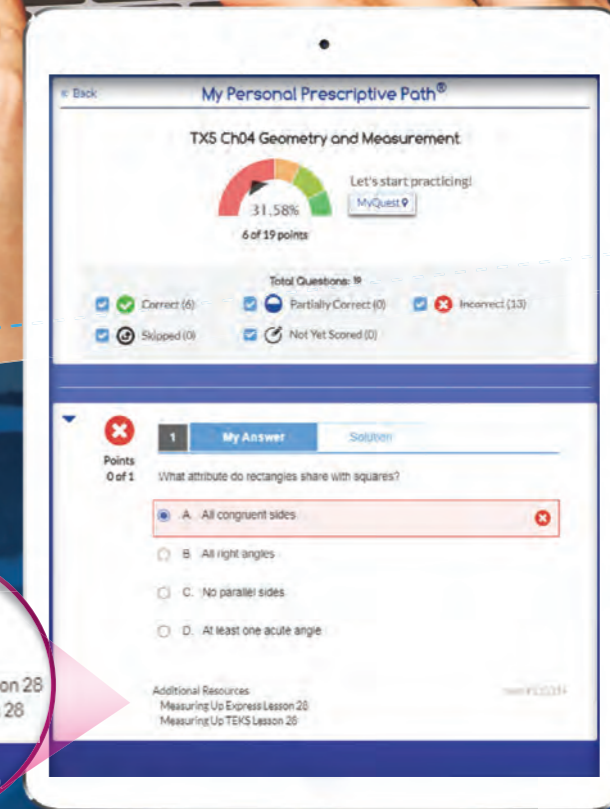 « Back
My Personal Prescriptive Path®
TX5 Ch04 Geometry and Measurement
Let's start practicing!
MyQuest
31.58%
6 of 19 points
Total Questions: 19
Correct (6)
Partially Correct (0)
Incorrect (13)
Skipped (0)
Not Yet Scored (0)
1
My Answer
Solution
Points
0 of 1
What attribute do rectangles share with squares?
A. All congruent sides
B. All right angles
C. No parallel sides
D. At least one acute angle
Additional Resources
Measuring Up Express Lesson 28
Measuring Up TEKS Lesson 28
on 28
28